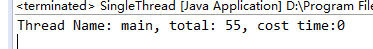 <terminated> SingleThread [Java Application] D:\Program File
Thread Name: main, total: 55, cost time:0